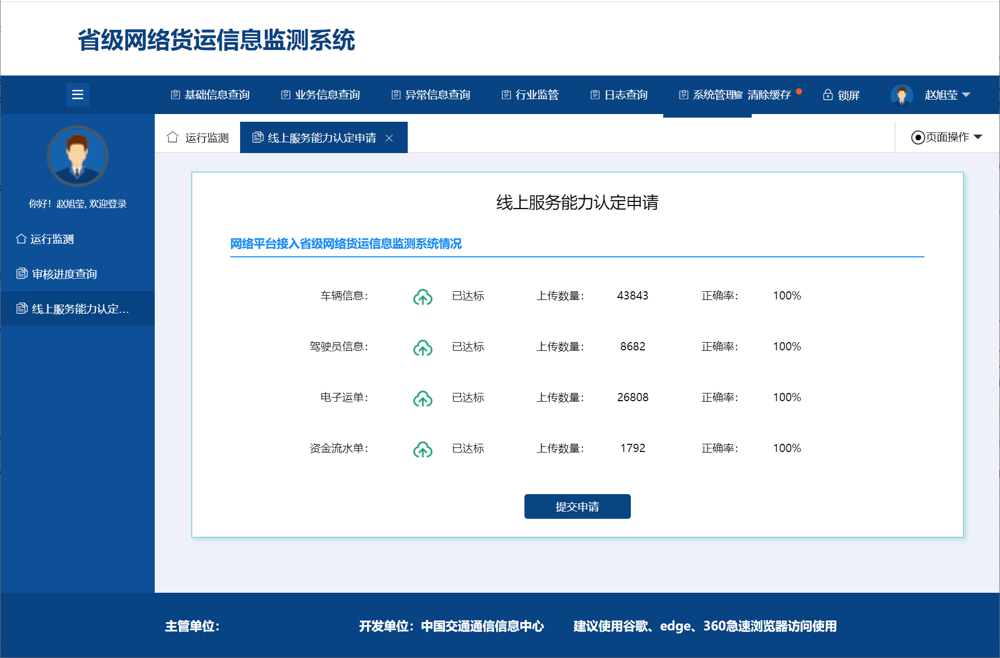 省级网络货运信息监测系统
基础信息查询 业务信息查询 异常信息查询 行业监管 日志查询 系统管理 清除缓存 锁屏 赵旭莹
运行监测 线上服务能力认定申请 页面操作
你好！赵旭莹, 欢迎登录
运行监测
审核进度查询
线上服务能力认定...
线上服务能力认定申请
网络平台接入省级网络货运信息监测系统情况
车辆信息： 已达标 上传数量： 43843 正确率： 100%
驾驶员信息： 已达标 上传数量： 8682 正确率： 100%
电子运单： 已达标 上传数量： 26808 正确率： 100%
资金流水单： 已达标 上传数量： 1792 正确率： 100%
提交申请
主管单位： 开发单位：中国交通通信信息中心 建议使用谷歌、edge、360急速浏览器访问使用